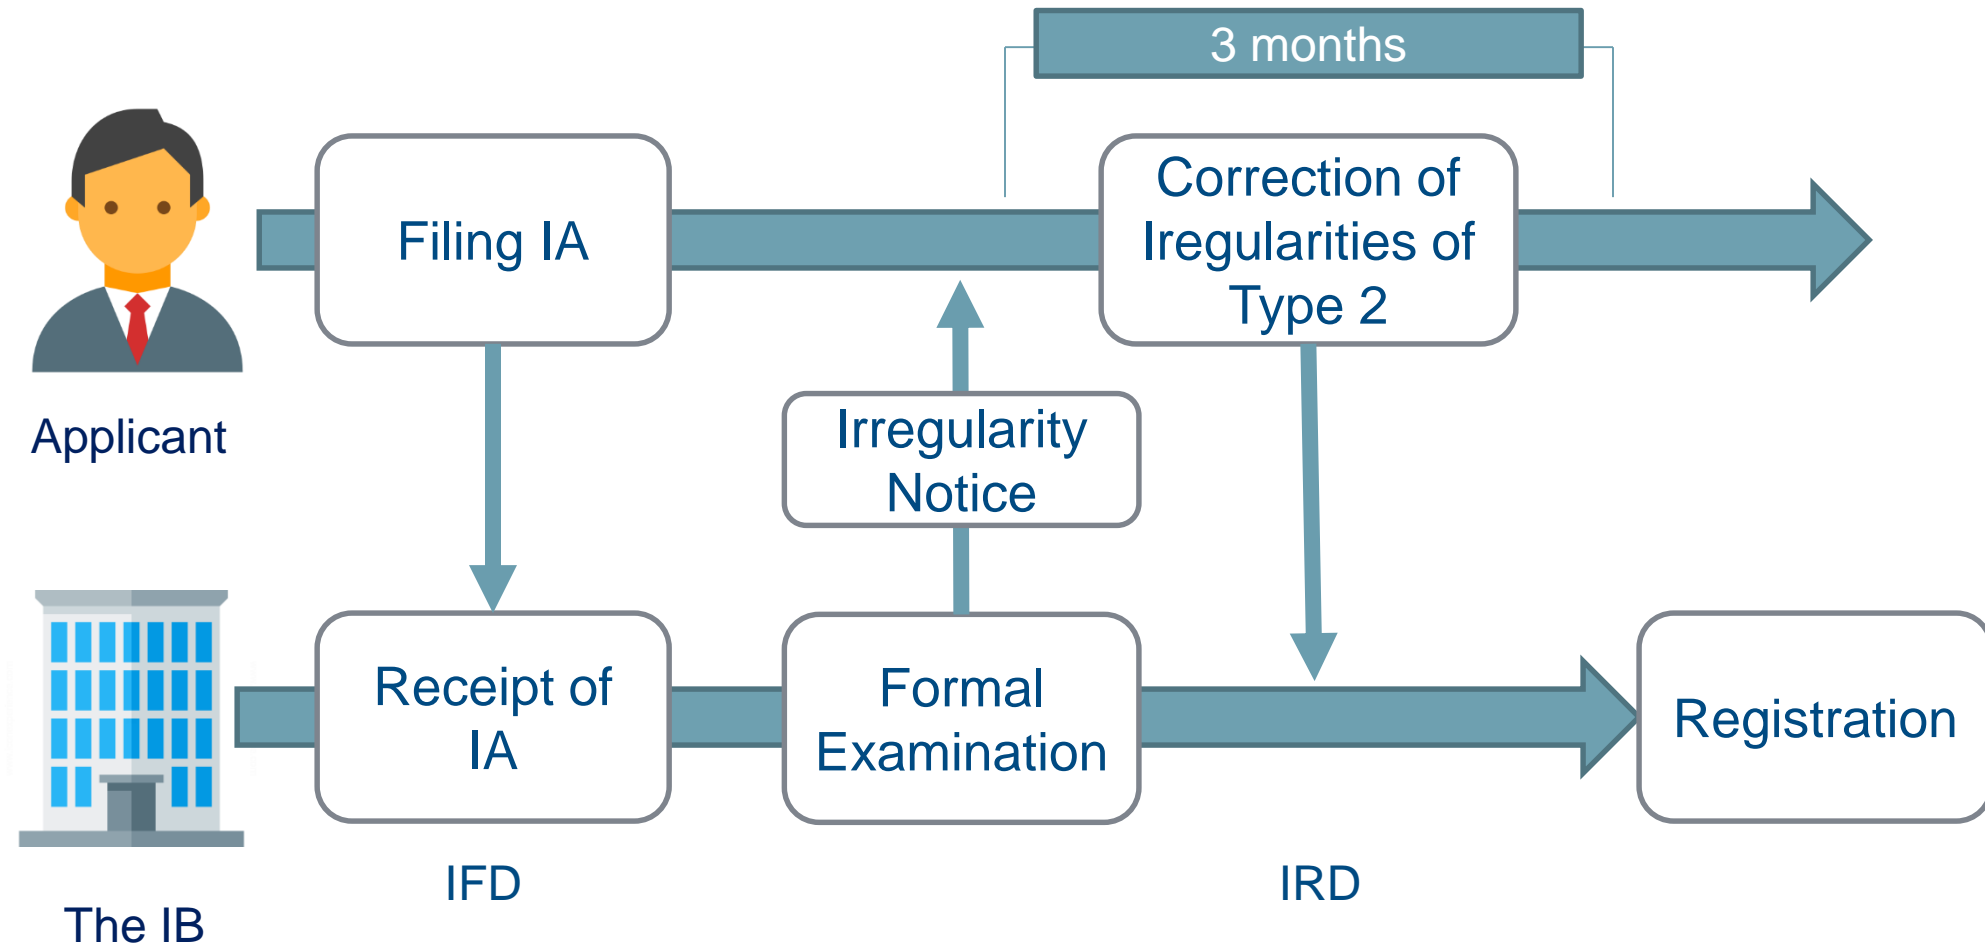 3 months
Filing IA
Correction of
Iregularities of
Type 2
Applicant
Irregularity
Notice
Receipt of
IA
Formal
Examination
Registration
IFD
IRD
The IB